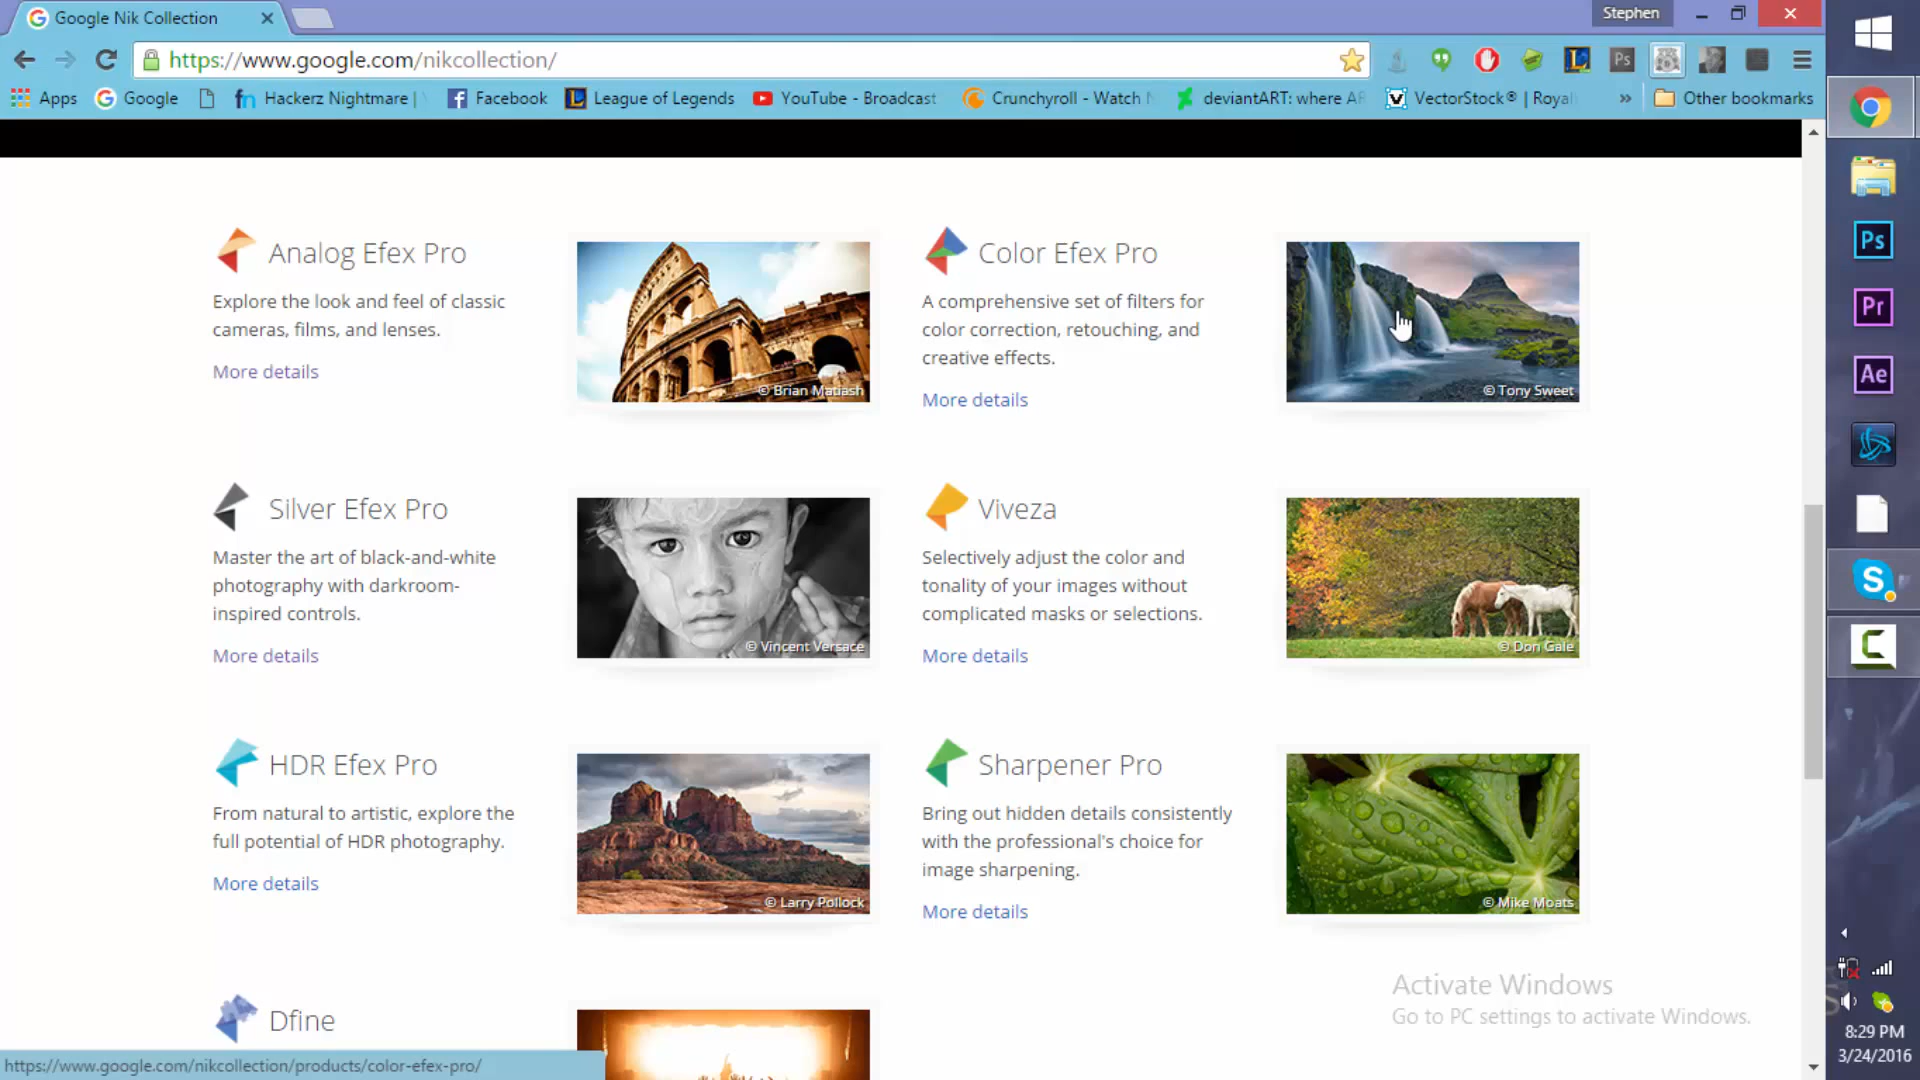 Google Nik Collection
Stephen
https://www.google.com/nikcollection/
Apps
Google
Hackerz Nightmare |
Facebook
League of Legends
YouTube - Broadcast
Crunchyroll - Watch
deviantART: where
VectorStock® |
»
Other bookmarks
Analog Efex Pro
Explore the look and feel of classic
cameras, films, and lenses.
More details
© Brian Matiash
Color Efex Pro
A comprehensive set of filters for
color correction, retouching, and
creative effects.
More details
© Tony Sweet
Silver Efex Pro
Master the art of black-and-white
photography with darkroom-
inspired controls.
More details
© Vincent Versace
Viveza
Selectively adjust the color and
tonality of your images without
complicated masks or selections.
More details
© Don Gale
HDR Efex Pro
From natural to artistic, explore the
full potential of HDR photography.
More details
© Larry Pollock
Sharpener Pro
Bring out hidden details consistently
with the professional's choice for
image sharpening.
More details
© Mike Moats
Dfine
https://www.google.com/nikcollection/products/color-efex-pro/
Activate Windows
Go to PC settings to activate Windows.
Ps
Ps
Pr
Ae
S
C
8:29 PM
3/24/2016